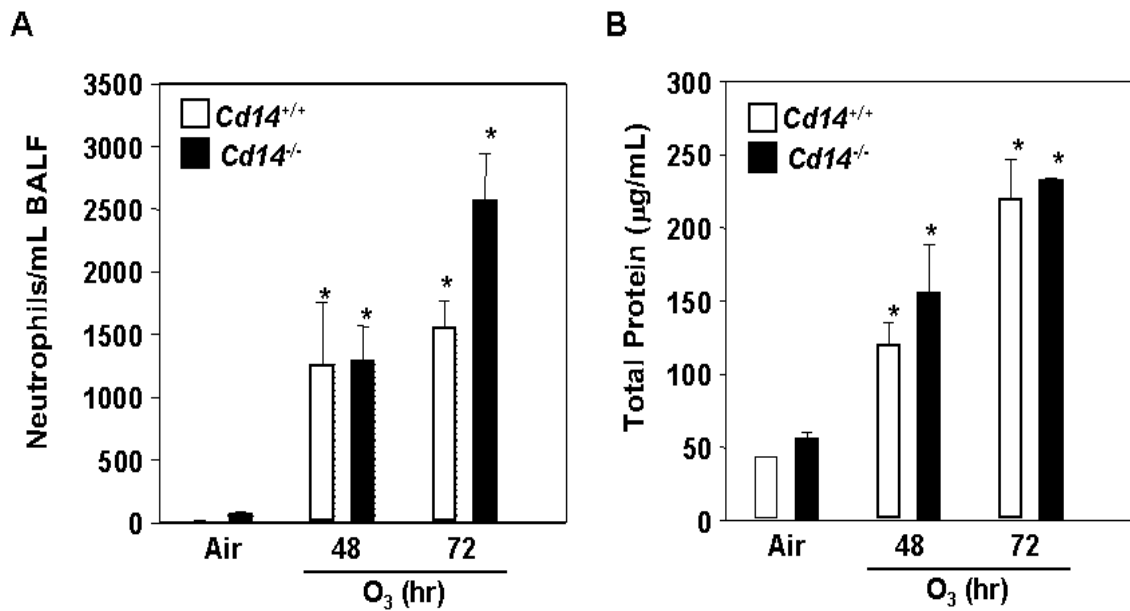 A
3500
3000
2500
2000
1500
1000
500
0
Neutrophils/mL BALF
Cd14+/+
Cd14-/-
*
*
*
*
Air 48 72
O3 (hr)
B
300
250
200
150
100
50
0
Total Protein (μg/mL)
Cd14+/+
Cd14-/-
*
*
*
*
Air 48 72
O3 (hr)